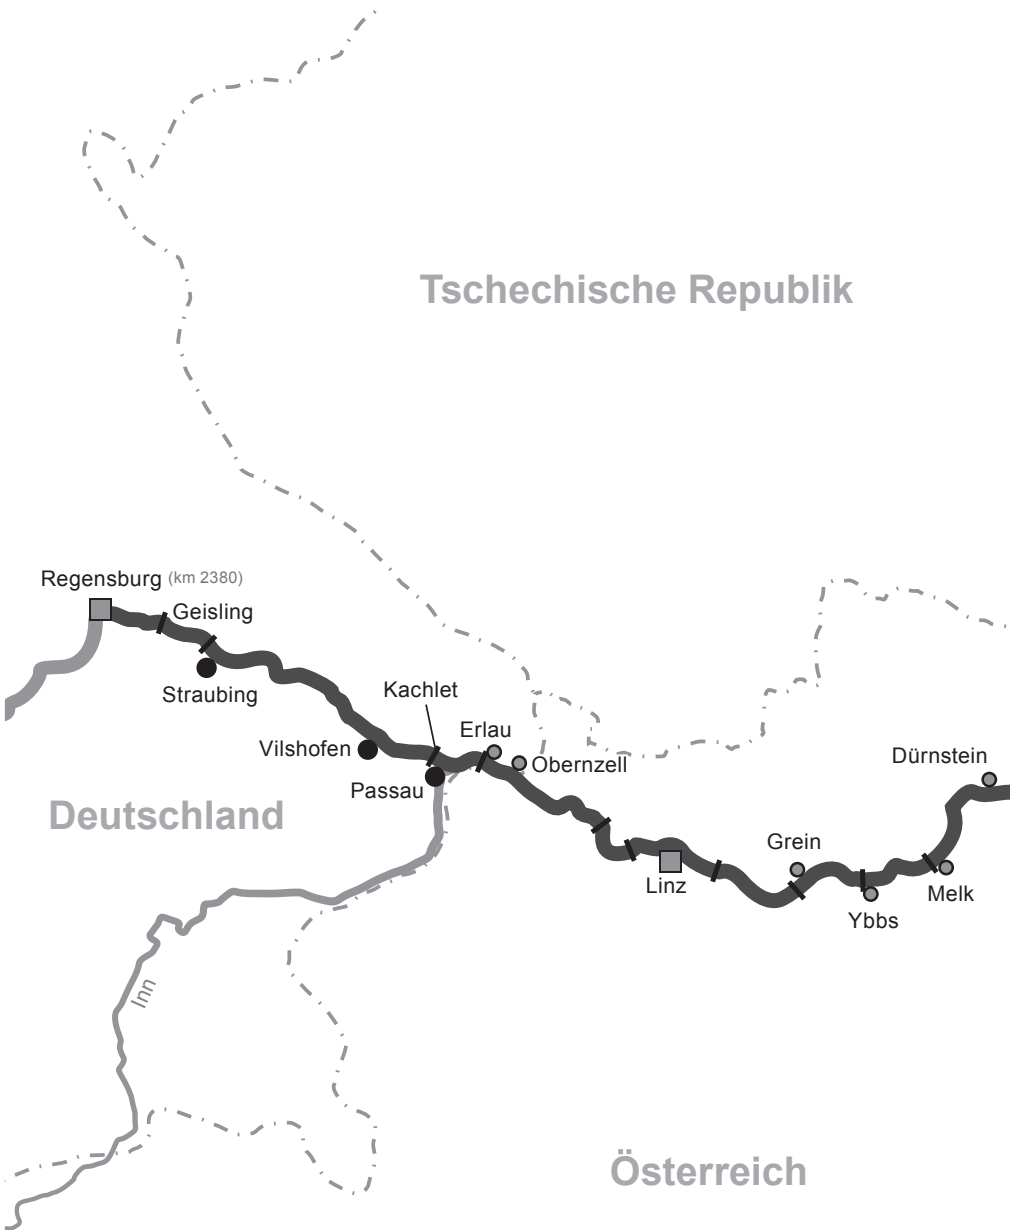 Tschechische Republik
Regensburg (km 2380)
Geisling
Straubing
Kachlet
Vilshofen
Erlau
Obernzell
Passau
Dürnstein
Deutschland
Grein
Linz
Melk
Ybbs
Inn
Österreich